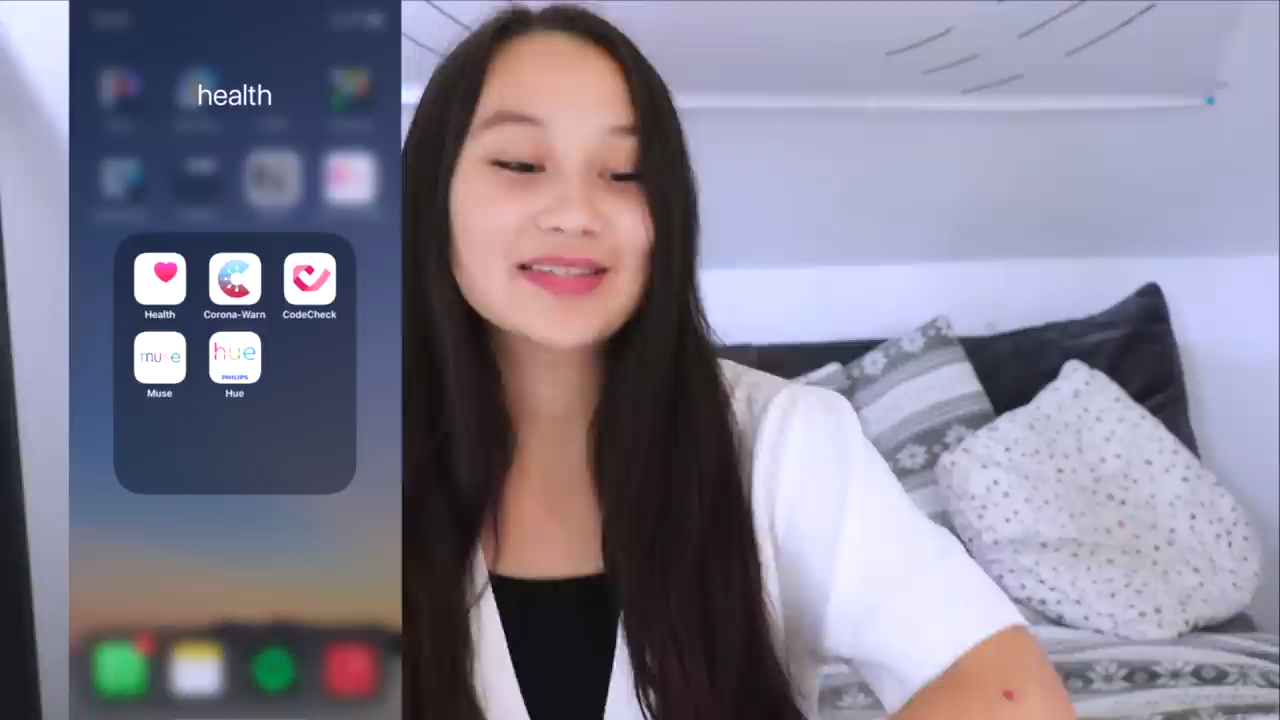 health
Health
Corona-Warn
CodeCheck
muse
Muse
hue
PHILIPS
Hue